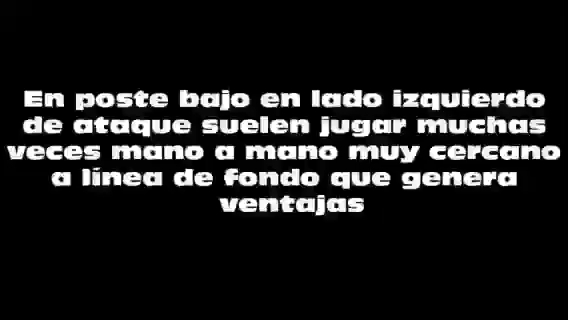 En poste bajo en lado izquierdo
de ataque suelen jugar muchas
veces mano a mano muy cercano
a línea de fondo que genera
ventajas